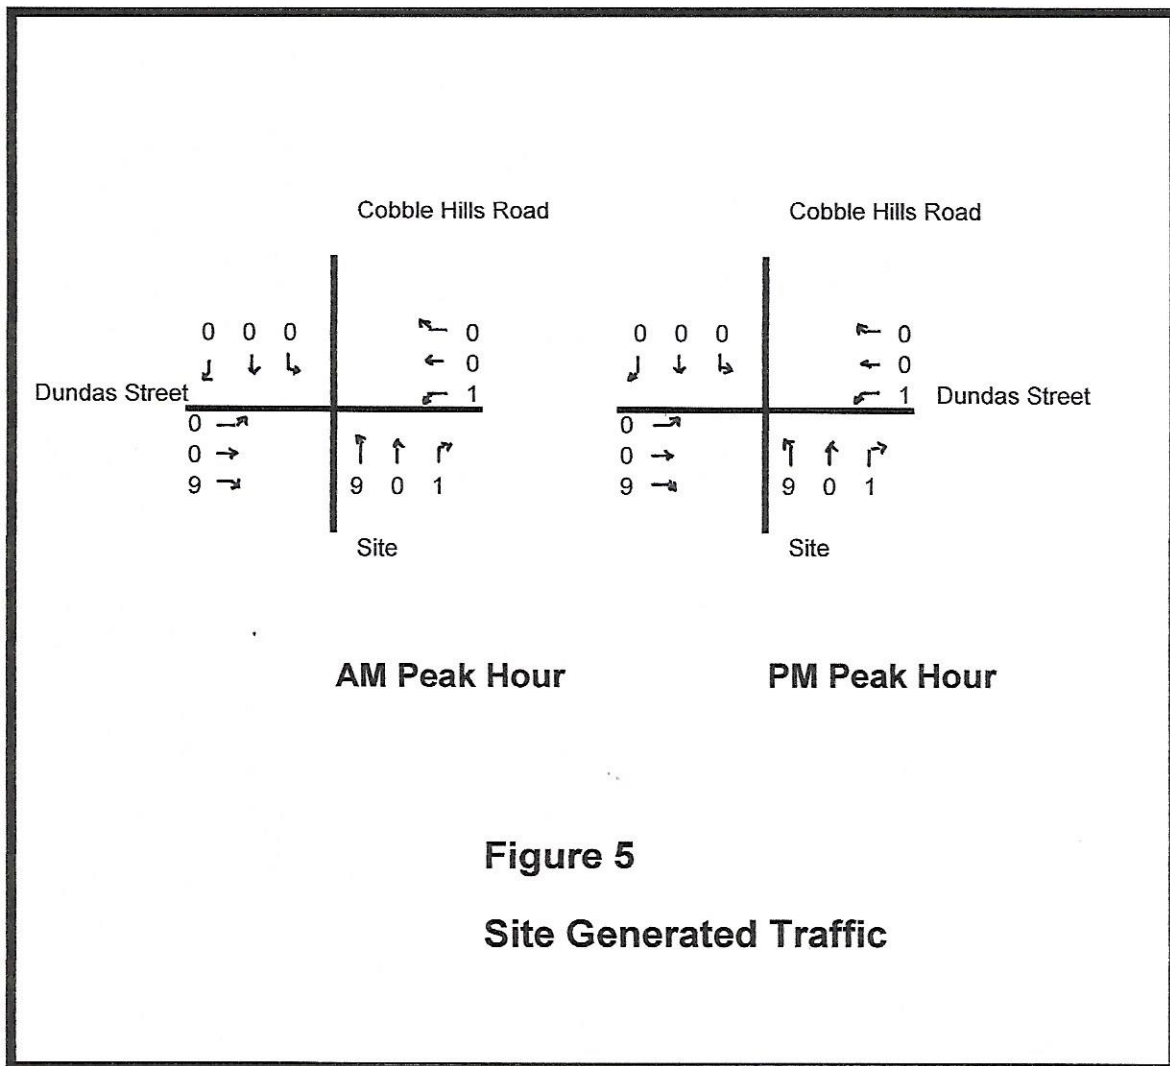 Cobble Hills Road Cobble Hills Road
0 0 0 0 0 0 0 0
0 0
Dundas Street 1 1 Dundas Street
0 0
0 0
9 9 0 1 9 9 0 1
Site Site
AM Peak Hour PM Peak Hour
Figure 5
Site Generated Traffic